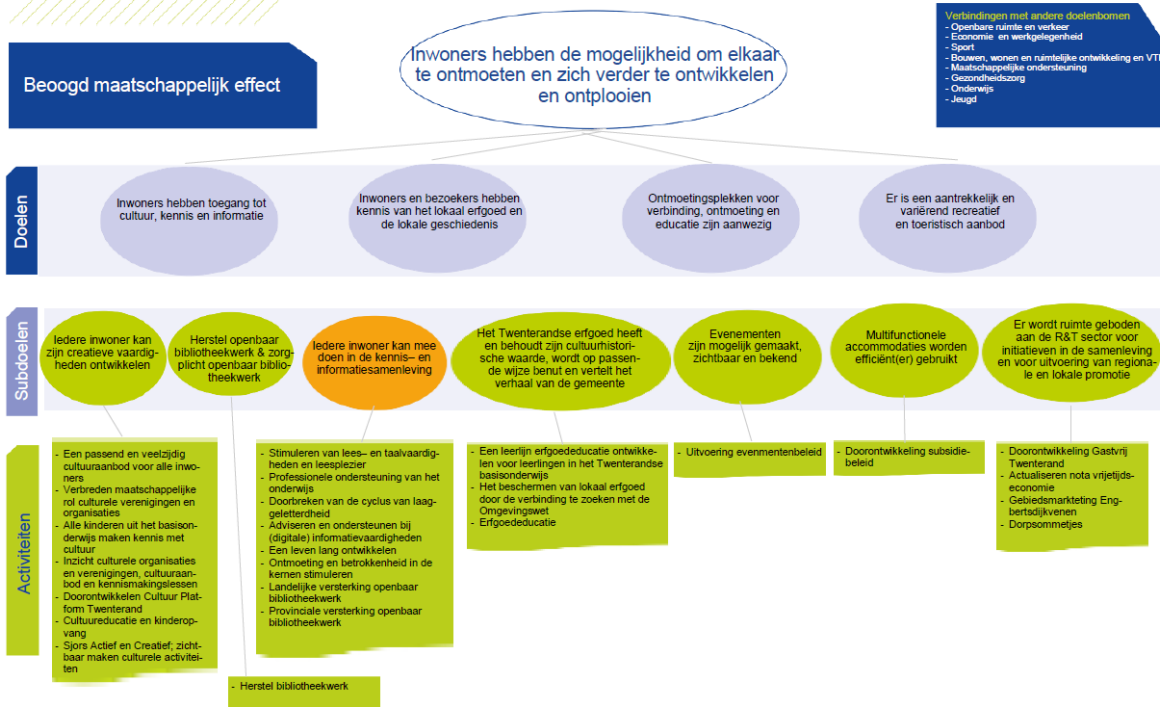 Beoogd maatschappelijk effect
Inwoners hebben de mogelijkheid om elkaar
te ontmoeten en zich verder te ontwikkelen
en ontplooien
Verbindingen met andere doelenbomen
- Openbare ruimte en verkeer
- Economie en werkgelegenheid
- Sport
- Bouwen, wonen en ruimtelijke ontwikkeling en VTH
- Maatschappelijke ondersteuning
- Gezondheidszorg
- Onderwijs
- Jeugd
Doelen
Inwoners hebben toegang tot
cultuur, kennis en informatie
Inwoners en bezoekers hebben
kennis van het lokaal erfgoed en
de lokale geschiedenis
Ontmoetingsplekken voor
verbinding, ontmoeting en
educatie zijn aanwezig
Er is een aantrekkelijk en
variërend recreatief
en toeristisch aanbod
Subdoelen
Iedere inwoner kan
zijn creatieve vaardig-
heden ontwikkelen
Herstel openbaar
bibliotheekwerk & zorg-
plicht openbaar biblio-
theekwerk
Iedere inwoner kan mee
doen in de kennis– en
informatiesamenleving
Het Twenterandse erfgoed heeft
en behoudt zijn cultuurhisto-
rische waarde, wordt op passen-
de wijze benut en vertelt het
verhaal van de gemeente
Evenementen
zijn mogelijk gemaakt,
zichtbaar en bekend
Multifunctionele
accommodaties worden
efficiënt(er) gebruikt
Er wordt ruimte geboden
aan de R&T sector voor
initiatieven in de samenleving
en voor uitvoering van regiona-
le en lokale promotie
Activiteiten
- Een passend en veelzijdig
cultuuraanbod voor alle inwo-
ners
- Verbreden maatschappelijke
rol culturele verenigingen en
organisaties
- Alle kinderen uit het basison-
derwijs maken kennis met
cultuur
- Inzicht culturele organisaties
en verenigingen, cultuuraan-
bod en kennismakingslessen
- Doorontwikkelen Cultuur Plat-
form Twenterand
- Cultuureducatie en kinderop-
vang
- Sjors Actief en Creatief; zicht-
baar maken culturele activitei-
ten
- Herstel bibliotheekwerk
- Stimuleren van lees– en taalvaardig-
heden en leesplezier
- Professionele ondersteuning van het
onderwijs
- Doorbreken van de cyclus van laag-
geletterdheid
- Adviseren en ondersteunen bij
(digitale) informatievaardigheden
- Een leven lang ontwikkelen
- Ontmoeting en betrokkenheid in de
kernen stimuleren
- Landelijke versterking openbaar
bibliotheekwerk
- Provinciale versterking openbaar
bibliotheekwerk
- Een leerlijn erfgoededucatie ontwikke-
len voor leerlingen in het Twenterandse
basisonderwijs
- Het beschermen van lokaal erfgoed
door de verbinding te zoeken met de
Omgevingswet
- Erfgoededucatie
- Uitvoering evenmentenbeleid
- Doorontwikkeling subsidie-
beleid
- Doorontwikkeling Gastvrij
Twenterand
- Actualiseren nota vrijetijds-
economie
- Gebiedsmarkteting Eng-
bertsdijkvenen
- Dorpsommetjes